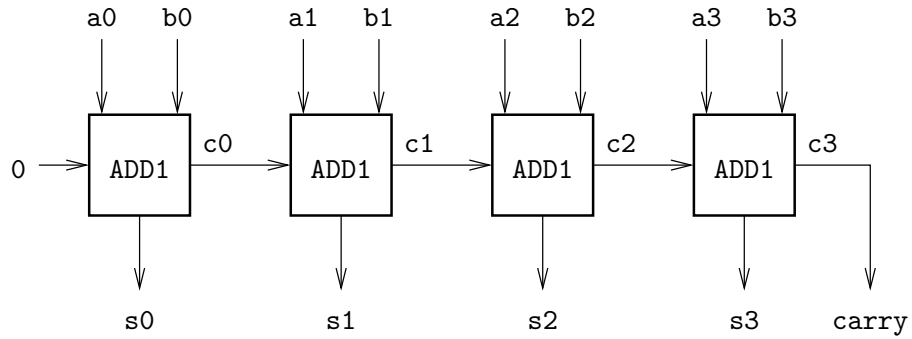 a0 b0 a1 b1 a2 b2 a3 b3
c0 c1 c2 c3
0 ADD1 ADD1 ADD1 ADD1
s0 s1 s2 s3 carry